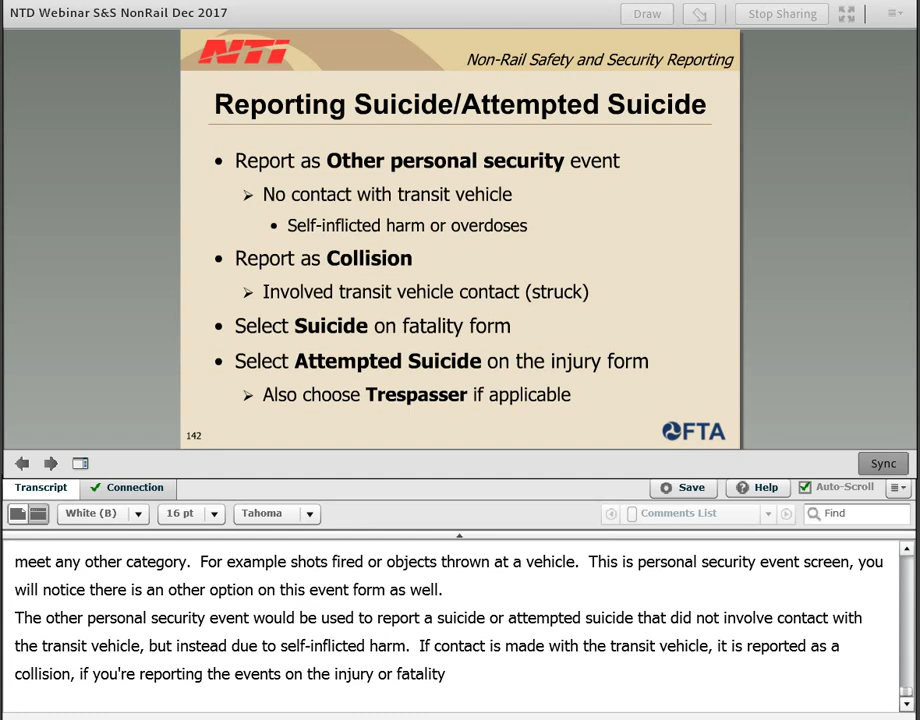 NTD Webinar S&S NonRail Dec 2017
Draw
Stop Sharing
NTI
Non-Rail Safety and Security Reporting
Reporting Suicide/Attempted Suicide
• Report as Other personal security event
➢ No contact with transit vehicle
• Self-inflicted harm or overdoses
• Report as Collision
➢ Involved transit vehicle contact (struck)
• Select Suicide on fatality form
• Select Attempted Suicide on the injury form
➢ Also choose Trespasser if applicable
142
FTA
Sync
Transcript
Connection
Save
Help
Auto-Scroll
White (B)
16 pt
Tahoma
Comments List
Find
meet any other category.  For example shots fired or objects thrown at a vehicle.  This is personal security event screen, you
will notice there is an other option on this event form as well.
The other personal security event would be used to report a suicide or attempted suicide that did not involve contact with
the transit vehicle, but instead due to self-inflicted harm.  If contact is made with the transit vehicle, it is reported as a
collision, if you're reporting the events on the injury or fatality